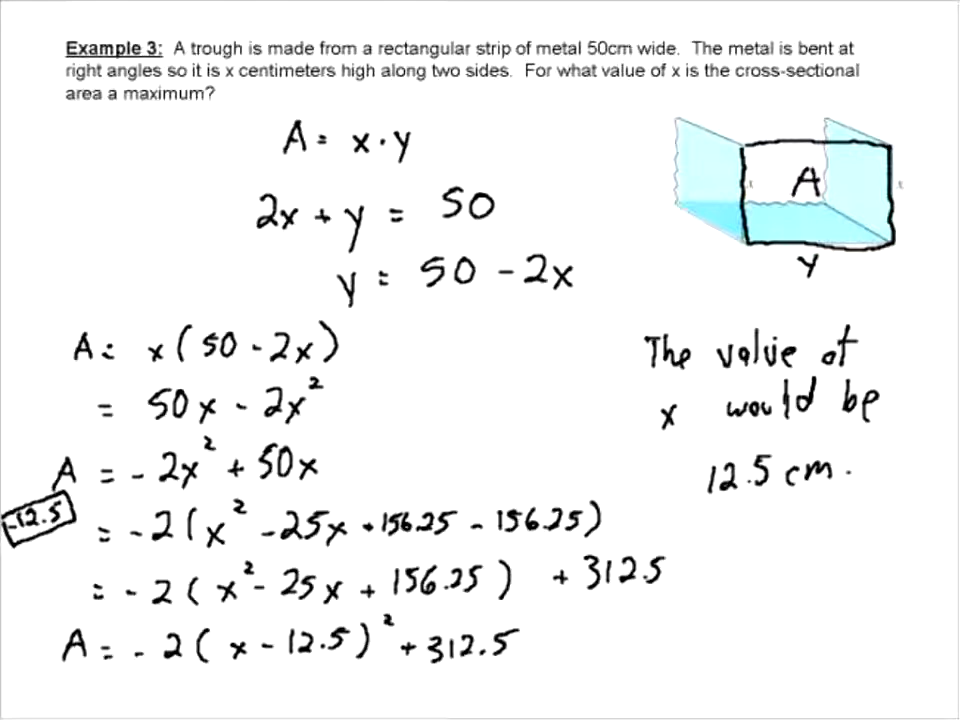 Example 3: A trough is made from a rectangular strip of metal 50cm wide. The metal is bent at
right angles so it is x centimeters high along two sides. For what value of x is the cross-sectional
area a maximum?
A = x · y
2x + y = 50
y = 50 - 2x
A
x
x
y
A = x(50 - 2x)
= 50x - 2x²
A = -2x² + 50x
-12.5
= -2(x² - 25x + 156.25 - 156.25)
= -2(x² - 25x + 156.25) + 312.5
A = -2(x - 12.5)² + 312.5
The value of
x would be
12.5 cm.